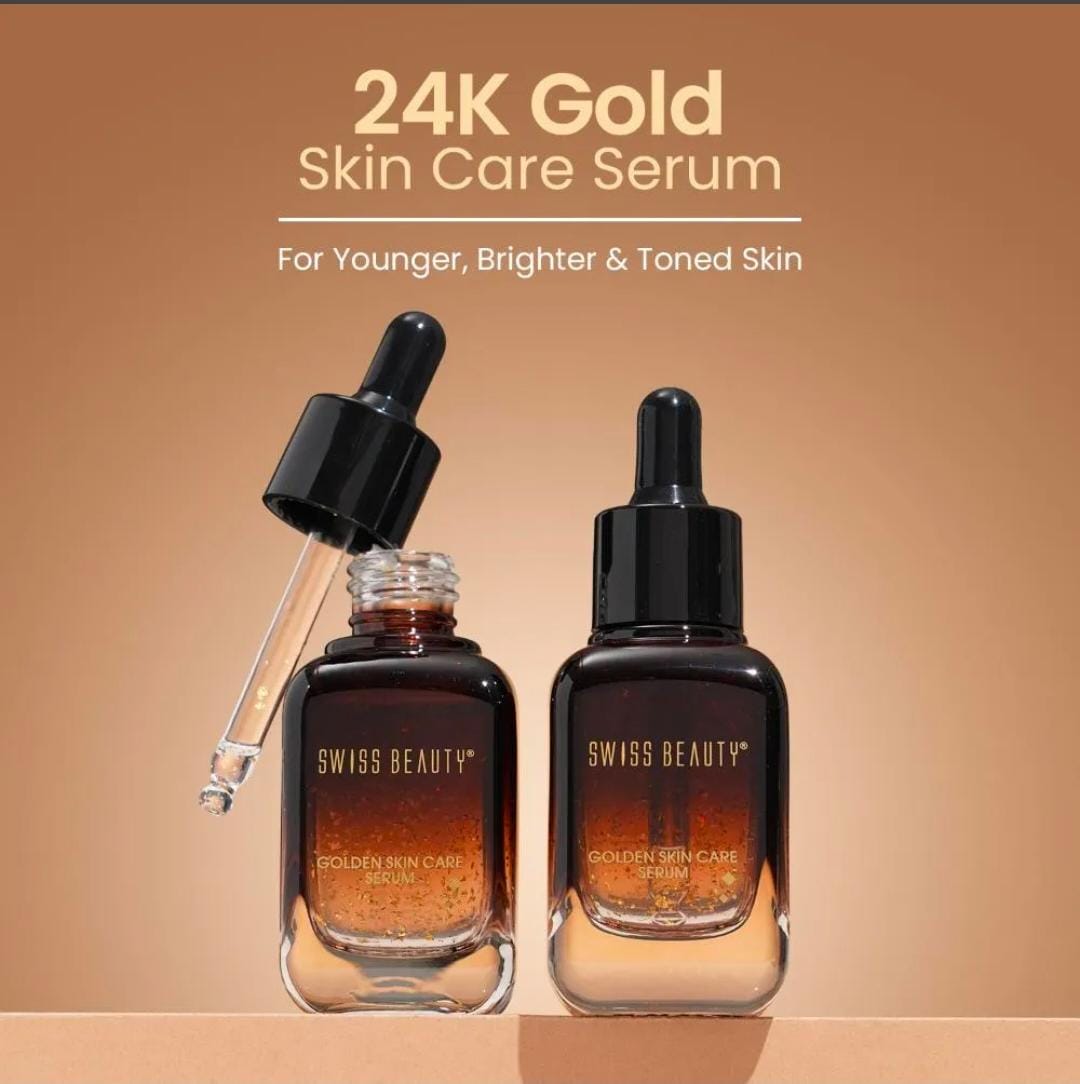 24K Gold
Skin Care Serum
For Younger, Brighter & Toned Skin
SWISS BEAUTY®
GOLDEN SKIN CARE
SERUM
SWISS BEAUTY®
GOLDEN SKIN CARE
SERUM